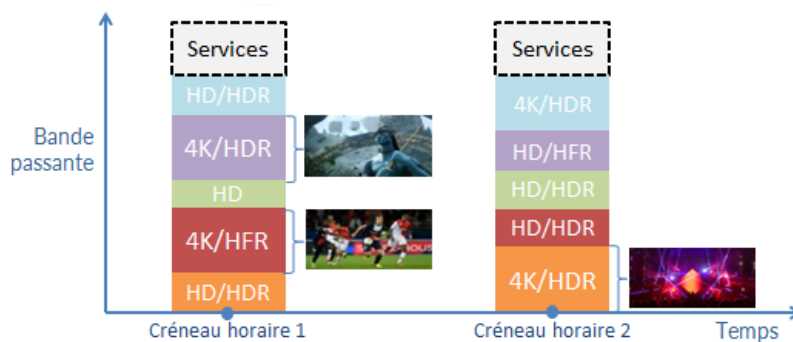 Services
HD/HDR
4K/HDR
HD
4K/HFR
HD/HDR
Services
4K/HDR
HD/HFR
HD/HDR
HD/HDR
4K/HDR
Bande
passante
Créneau horaire 1
Créneau horaire 2
Temps